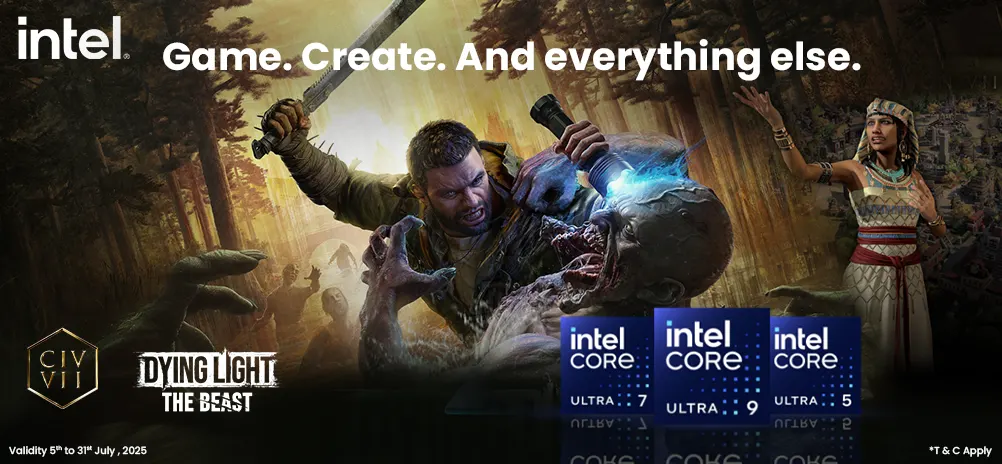 intel®
Game. Create. And everything else.
CIV
VII
DYING LIGHT
THE BEAST
intel
CORE
ULTRA 7
intel
CORE
ULTRA 9
intel
CORE
ULTRA 5
Validity 5th to 31st July , 2025
*T & C Apply